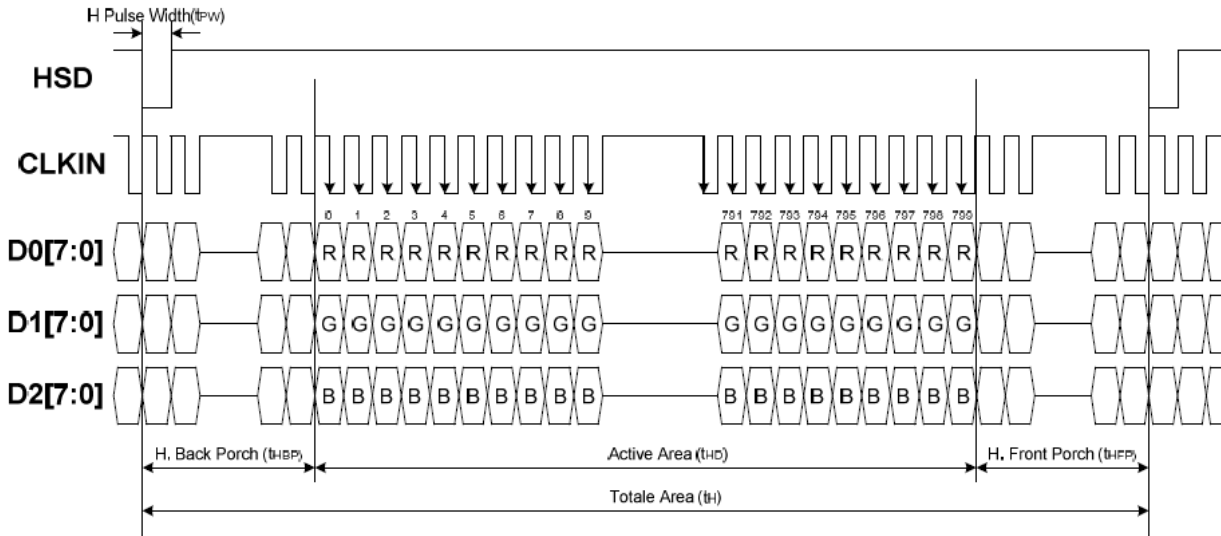 H Pulse Width(tPW)
HSD
CLKIN
0 1 2 3 4 5 6 7 8 9 791 792 793 794 795 796 797 798 799
D0[7:0] R R R R R R R R R R R R R R R R R R R
D1[7:0] G G G G G G G G G G G G G G G G G G G
D2[7:0] B B B B B B B B B B B B B B B B B B B
H. Back Porch (tHBP) Active Area (tHD) H. Front Porch (tHFP)
Totale Area (tH)